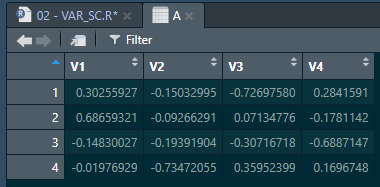 02 - VAR_SC.R* A
Filter
V1 V2 V3 V4
1 0.30255927 -0.15032995 -0.72697580 0.2841591
2 0.68659321 -0.09266291 0.07134776 -0.1781142
3 -0.14830027 -0.19391904 -0.30716718 -0.6887147
4 -0.01976929 -0.73472055 0.35952399 0.1696748